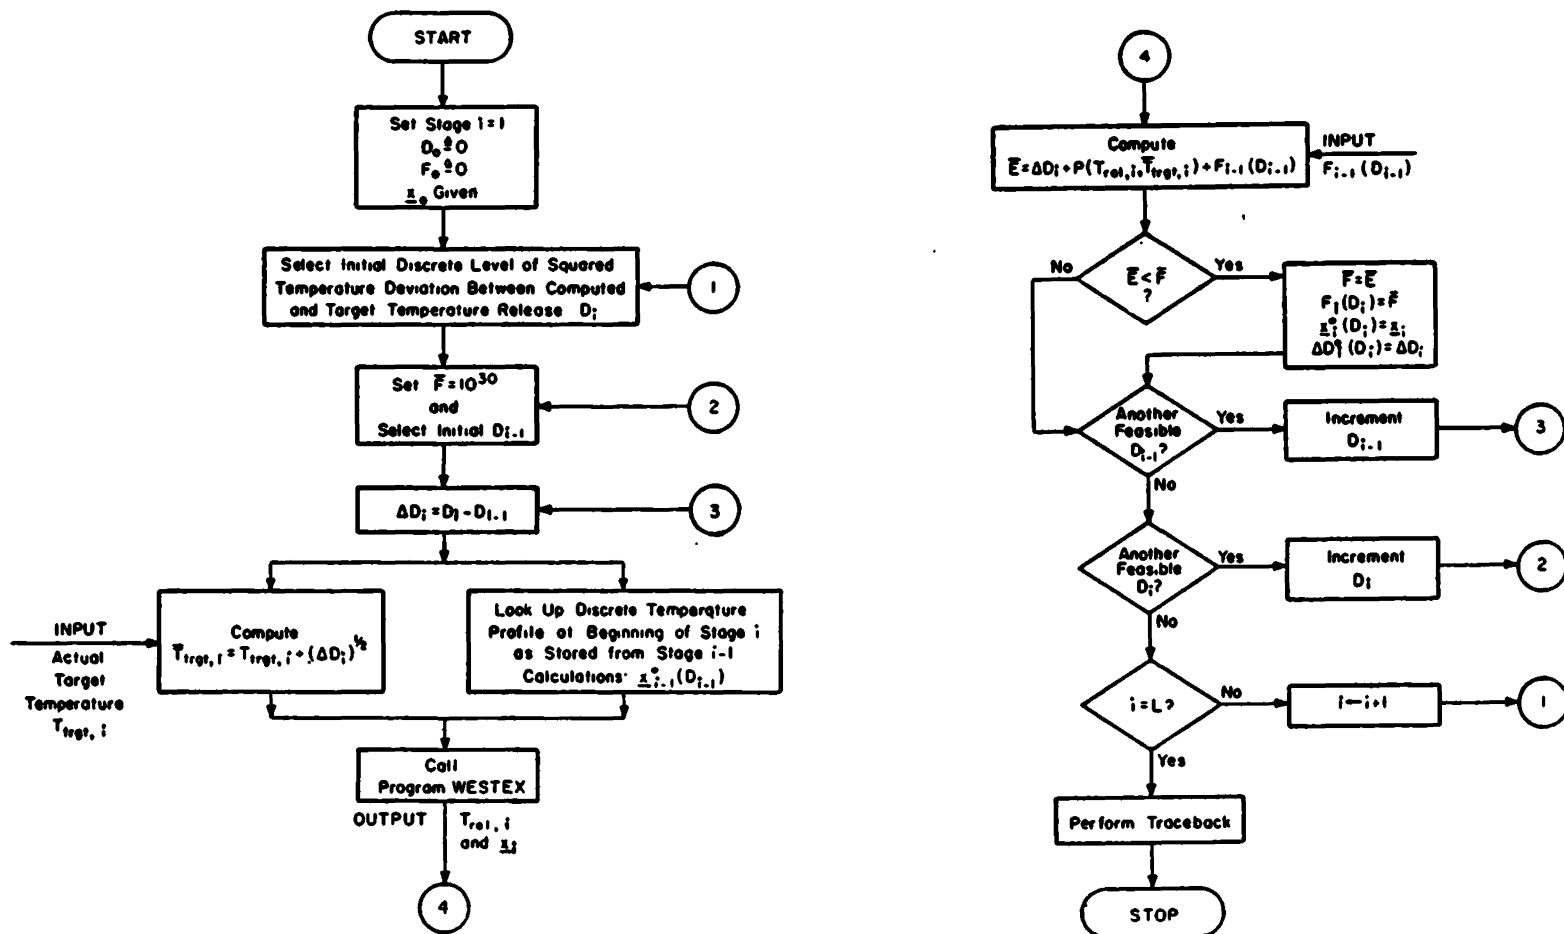 START
Set Stage i=1
D₀ ≜ 0
F₀ ≜ 0
x₀ Given
Select Initial Discrete Level of Squared
Temperature Deviation Between Computed
and Target Temperature Release Dᵢ
1
Set F̄ = 10³⁰
and
Select Initial Dᵢ₋₁
2
ΔDᵢ = Dᵢ - Dᵢ₋₁
3
INPUT
Actual
Target
Temperature
T_trgt, i
Compute
T̄_trgt, i = T_trgt, i + (ΔDᵢ)^½
Look Up Discrete Temperature
Profile at Beginning of Stage i
as Stored from Stage i-1
Calculations: x*ᵢ₋₁(Dᵢ₋₁)
Call
Program WESTEX
OUTPUT
T_rel, i
and xᵢ
4
4
Compute
Ē = ΔDᵢ + P(T_rel, i, T̄_trgt, i) + Fᵢ₋₁(Dᵢ₋₁)
INPUT
Fᵢ₋₁(Dᵢ₋₁)
No
Ē < F̄
?
Yes
F̄ = Ē
Fᵢ(Dᵢ) = F̄
x*ᵢ(Dᵢ) = xᵢ
ΔD*ᵢ(Dᵢ) = ΔDᵢ
Another
Feasible
Dᵢ₋₁?
Yes
Increment
Dᵢ₋₁
3
No
Another
Feasible
Dᵢ?
Yes
Increment
Dᵢ
2
No
i = L?
No
i ← i+1
1
Yes
Perform Traceback
STOP